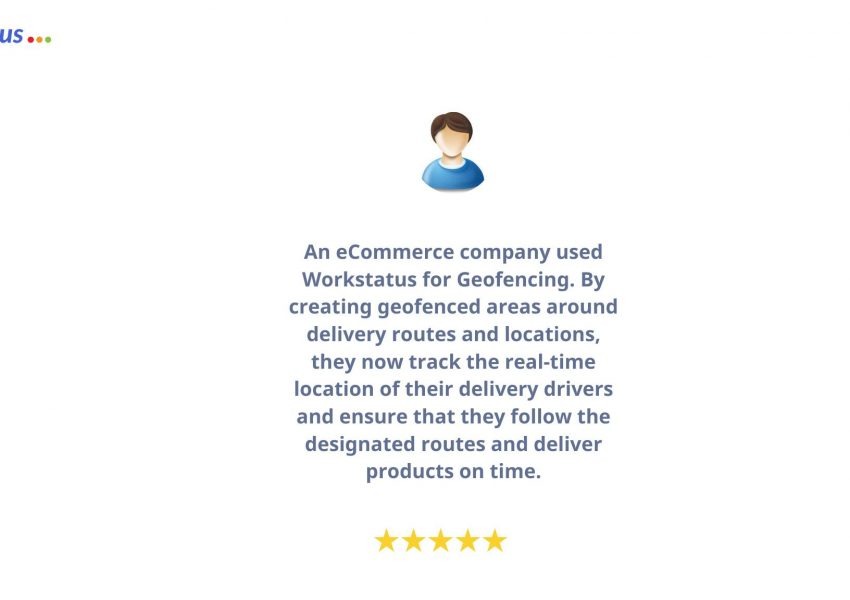 us
An eCommerce company used
Workstatus for Geofencing. By
creating geofenced areas around
delivery routes and locations,
they now track the real-time
location of their delivery drivers
and ensure that they follow the
designated routes and deliver
products on time.